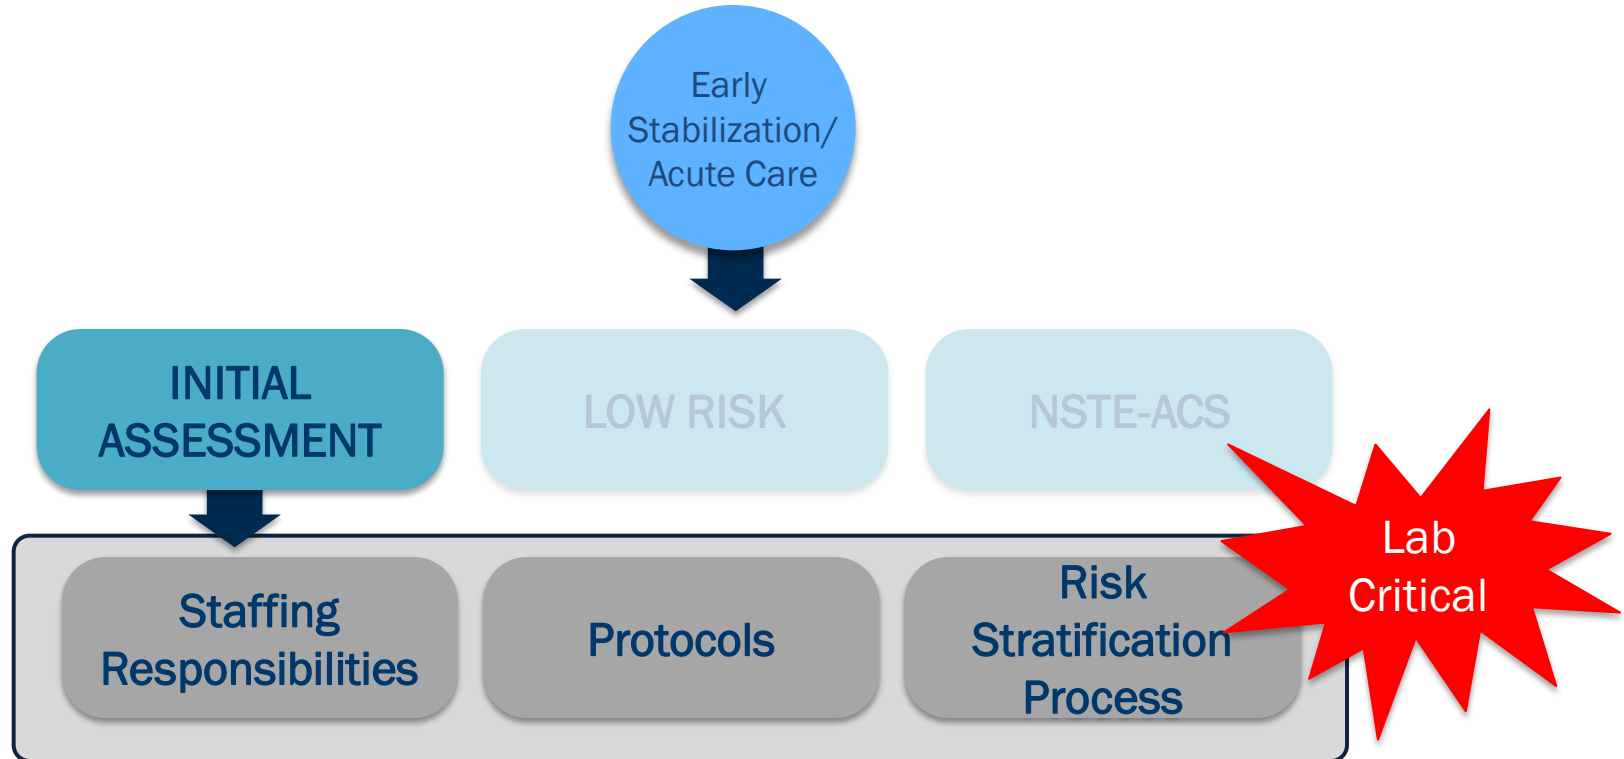 Early
Stabilization/
Acute Care
INITIAL
ASSESSMENT
LOW RISK
NSTE-ACS
Lab
Critical
Staffing
Responsibilities
Protocols
Risk
Stratification
Process